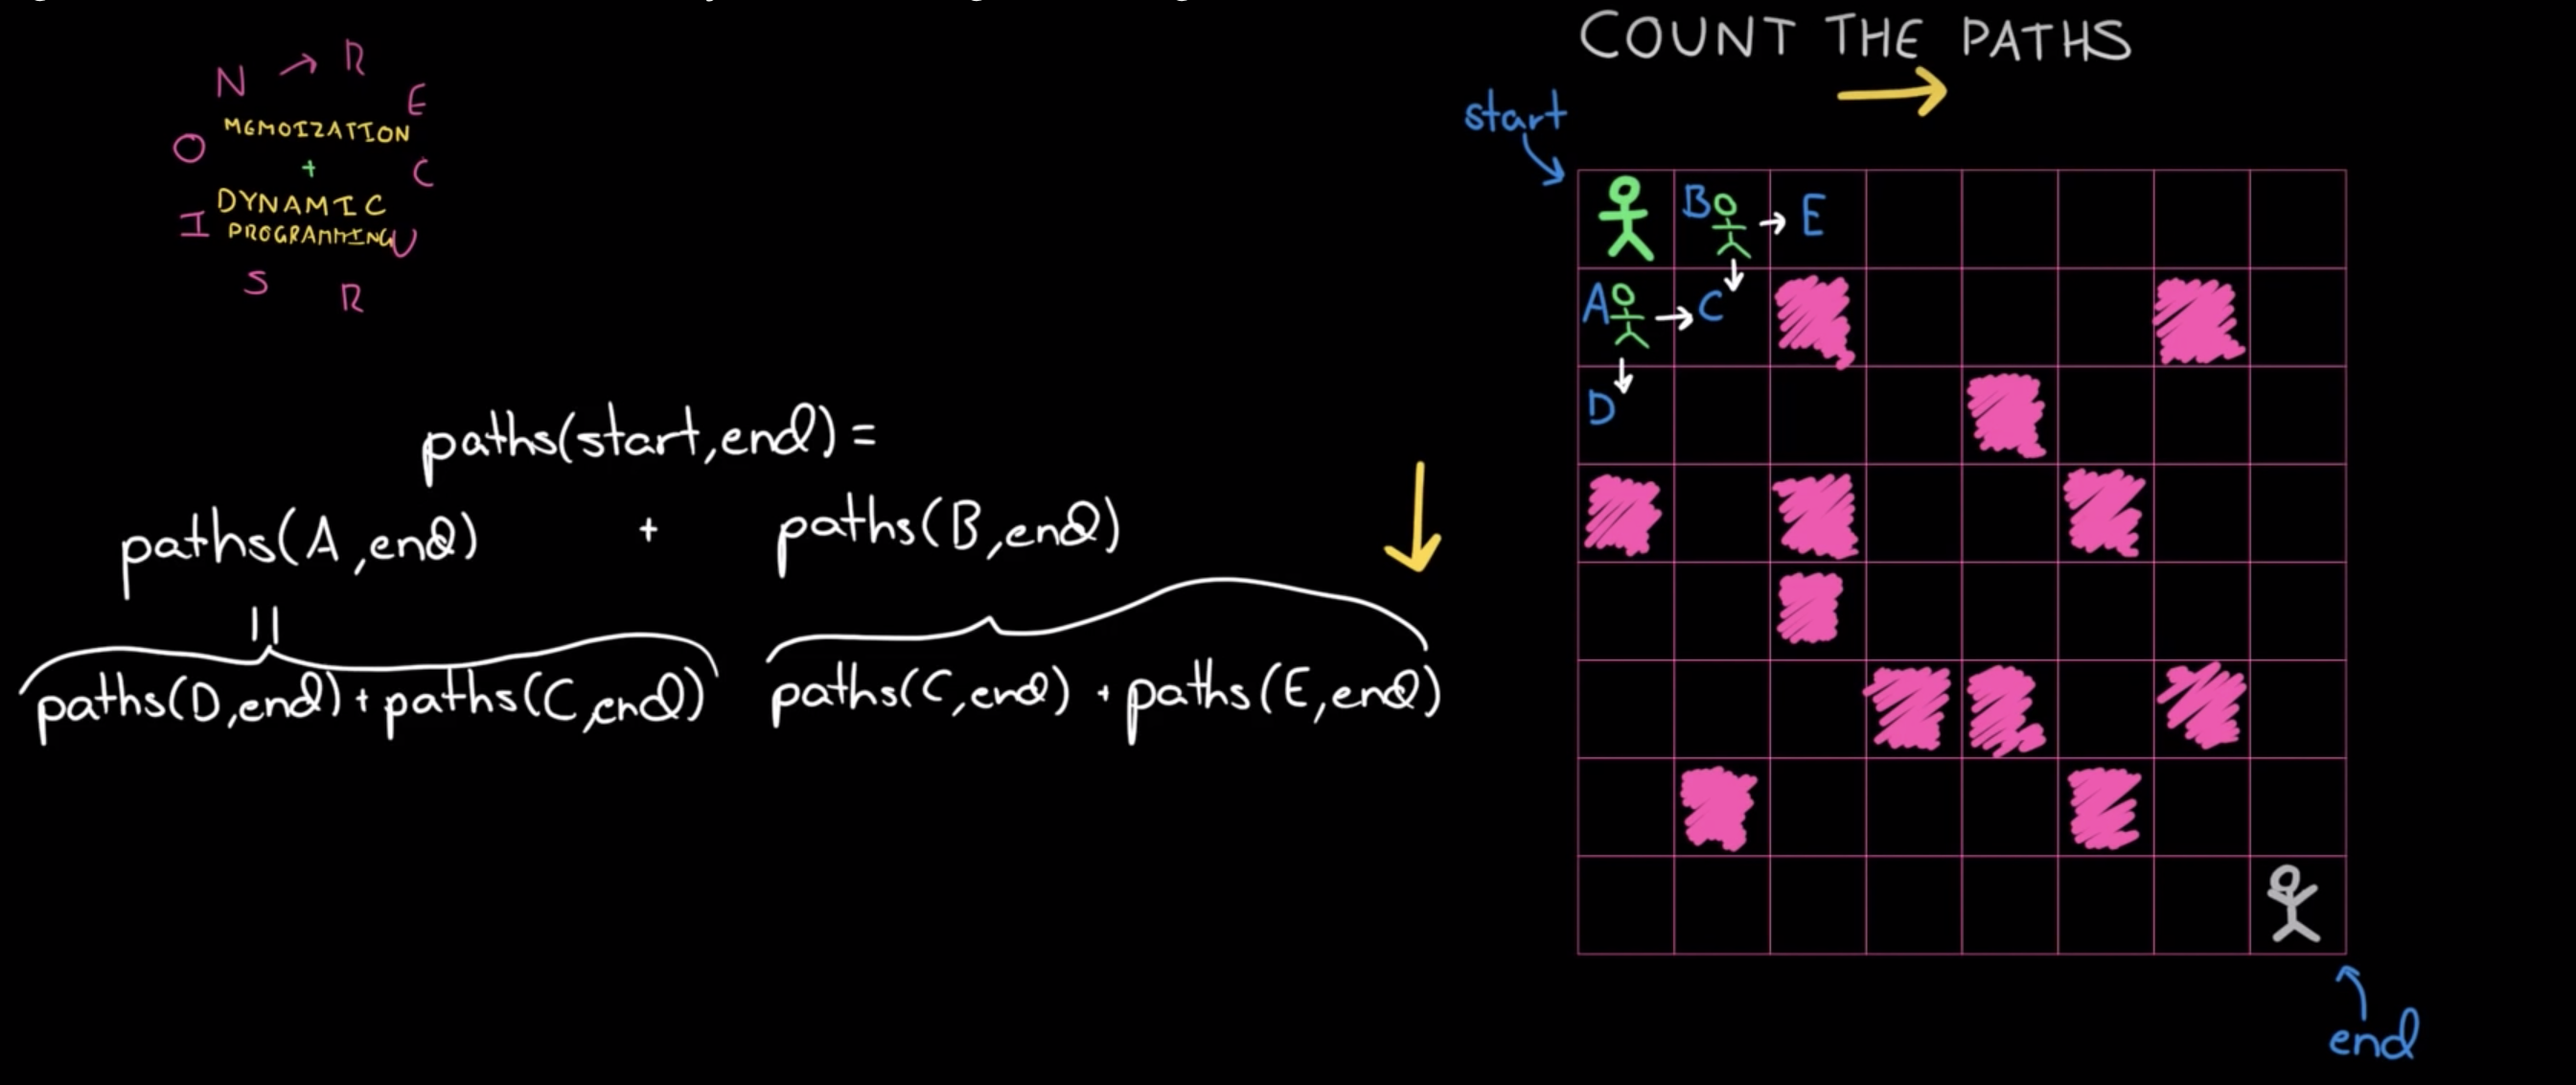 COUNT THE PATHS
N → R E C U R S I O
MEMOIZATION
+
DYNAMIC
PROGRAMMING
start
B → E
A → C
D
paths(start,end) =
paths(A,end) + paths(B,end)
||
paths(D,end) + paths(C,end) paths(C,end) + paths(E,end)
end